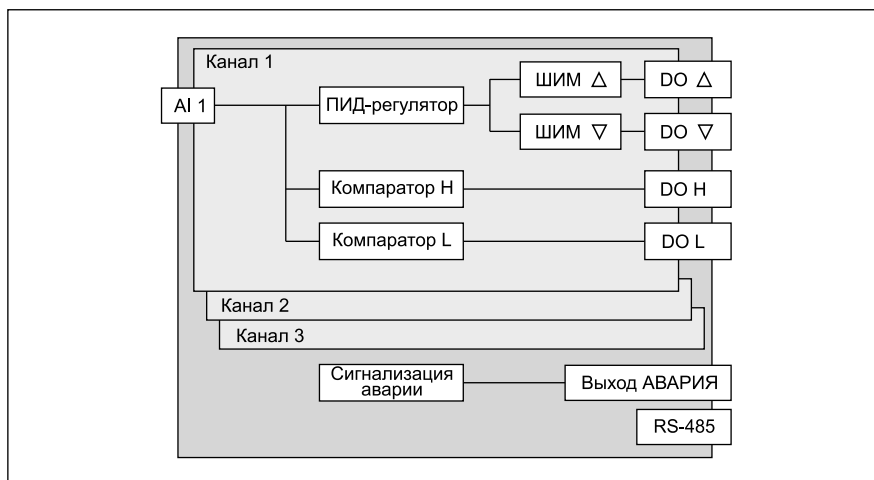 Канал 1
AI 1
ПИД-регулятор
ШИМ △
DO △
ШИМ ▽
DO ▽
Компаратор H
DO H
Компаратор L
DO L
Канал 2
Канал 3
Сигнализация
аварии
Выход АВАРИЯ
RS-485